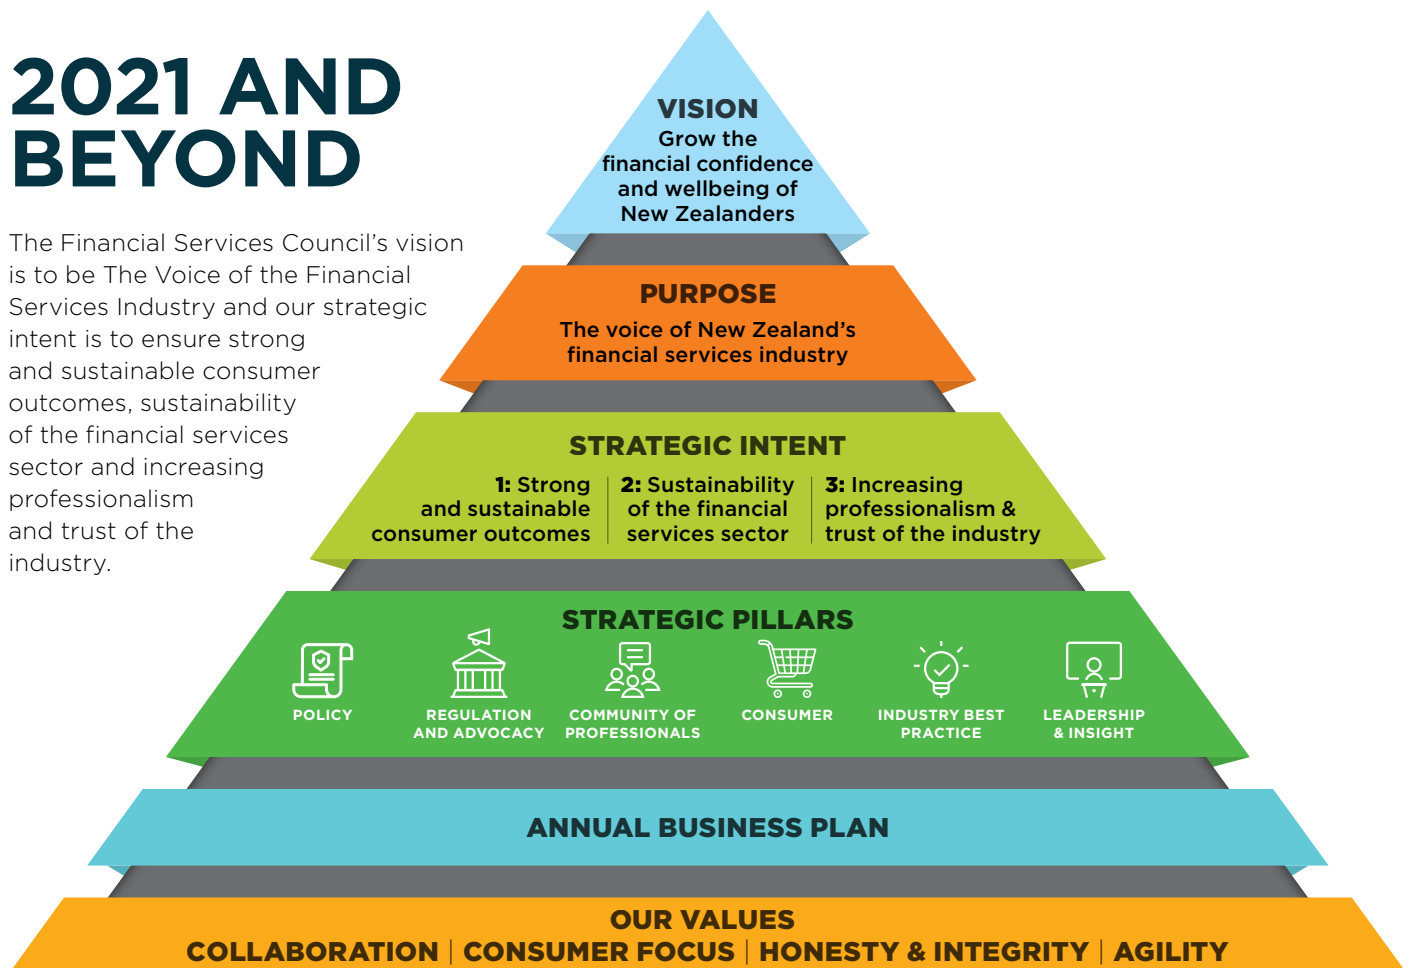 2021 AND
BEYOND
The Financial Services Council’s vision
is to be The Voice of the Financial
Services Industry and our strategic
intent is to ensure strong
and sustainable consumer
outcomes, sustainability
of the financial services
sector and increasing
professionalism
and trust of the
industry.
VISION
Grow the
financial confidence
and wellbeing of
New Zealanders
PURPOSE
The voice of New Zealand’s
financial services industry
STRATEGIC INTENT
1: Strong
and sustainable
consumer outcomes
2: Sustainability
of the financial
services sector
3: Increasing
professionalism &
trust of the industry
STRATEGIC PILLARS
POLICY
REGULATION
AND ADVOCACY
COMMUNITY OF
PROFESSIONALS
CONSUMER
INDUSTRY BEST
PRACTICE
LEADERSHIP
& INSIGHT
ANNUAL BUSINESS PLAN
OUR VALUES
COLLABORATION | CONSUMER FOCUS | HONESTY & INTEGRITY | AGILITY